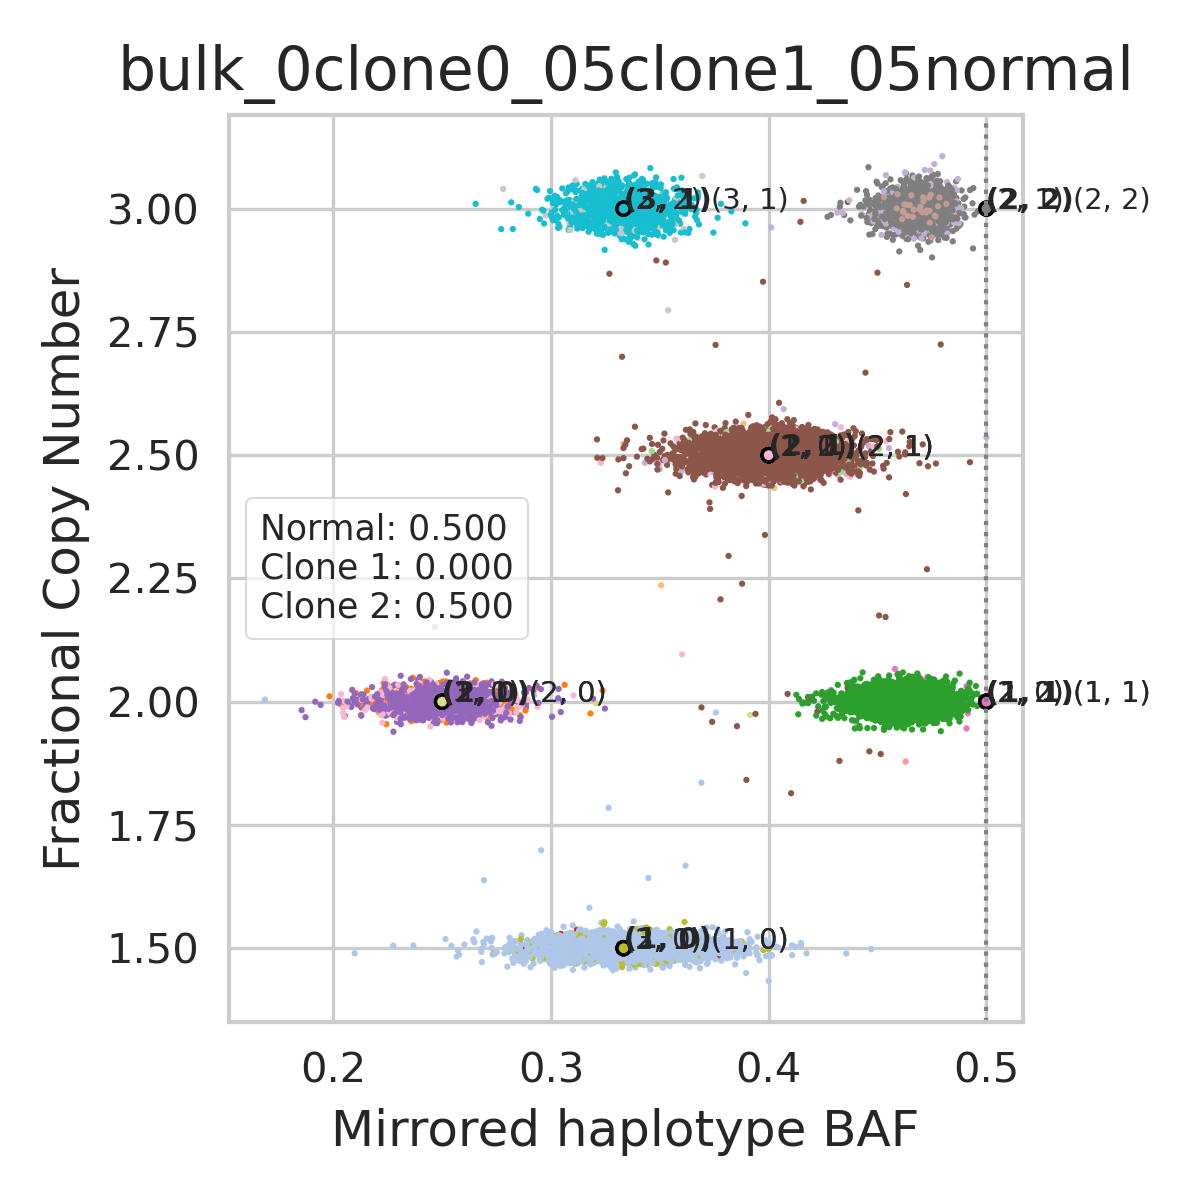 bulk_0clone0_05clone1_05normal
3.00
2.75
2.50
2.25
2.00
1.75
1.50
Fractional Copy Number
(3, 1)
(2, 2)
(2, 1)
Normal: 0.500
Clone 1: 0.000
Clone 2: 0.500
(2, 0)
(1, 1)
(1, 0)
0.2
0.3
0.4
0.5
Mirrored haplotype BAF